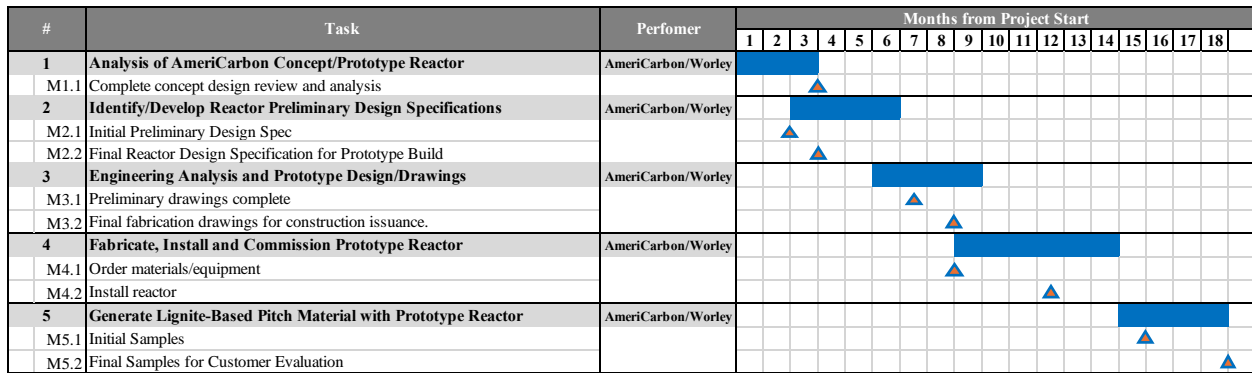 # Task Perfomer Months from Project Start
1 2 3 4 5 6 7 8 9 10 11 12 13 14 15 16 17 18
1 Analysis of AmeriCarbon Concept/Prototype Reactor AmeriCarbon/Worley
M1.1 Complete concept design review and analysis
2 Identify/Develop Reactor Preliminary Design Specifications AmeriCarbon/Worley
M2.1 Initial Preliminary Design Spec
M2.2 Final Reactor Design Specification for Prototype Build
3 Engineering Analysis and Prototype Design/Drawings AmeriCarbon/Worley
M3.1 Preliminary drawings complete
M3.2 Final fabrication drawings for construction issuance.
4 Fabricate, Install and Commission Prototype Reactor AmeriCarbon/Worley
M4.1 Order materials/equipment
M4.2 Install reactor
5 Generate Lignite-Based Pitch Material with Prototype Reactor AmeriCarbon/Worley
M5.1 Initial Samples
M5.2 Final Samples for Customer Evaluation